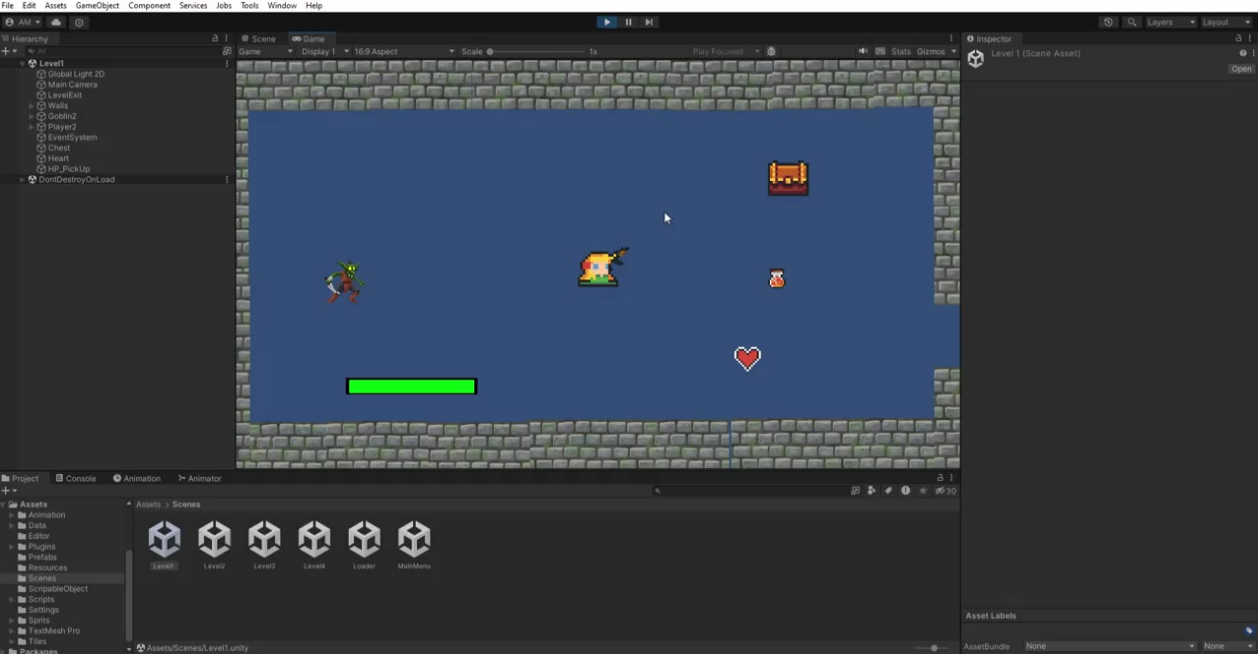 File Edit Assets GameObject Component Services Jobs Tools Window Help
AM Layers Layout
Hierarchy
All
Level1
Global Light 2D
Main Camera
LevelExit
Walls
Goblin2
Player2
EventSystem
Chest
Heart
HP_PickUp
DontDestroyOnLoad
Scene Game
Game Display 1 16:9 Aspect Scale 1x Play Focused Stats Gizmos
Inspector
Level 1 (Scene Asset)
Open
Project Console Animation Animator
30
Assets
Animation
Data
Editor
Plugins
Prefabs
Resources
Scenes
ScripableObject
Scripts
Settings
Sprits
TextMesh Pro
Tiles
Packages
Assets > Scenes
Level1 Level2 Level3 Level4 Loader MainMenu
Assets/Scenes/Level1.unity
Asset Labels
AssetBundle None None